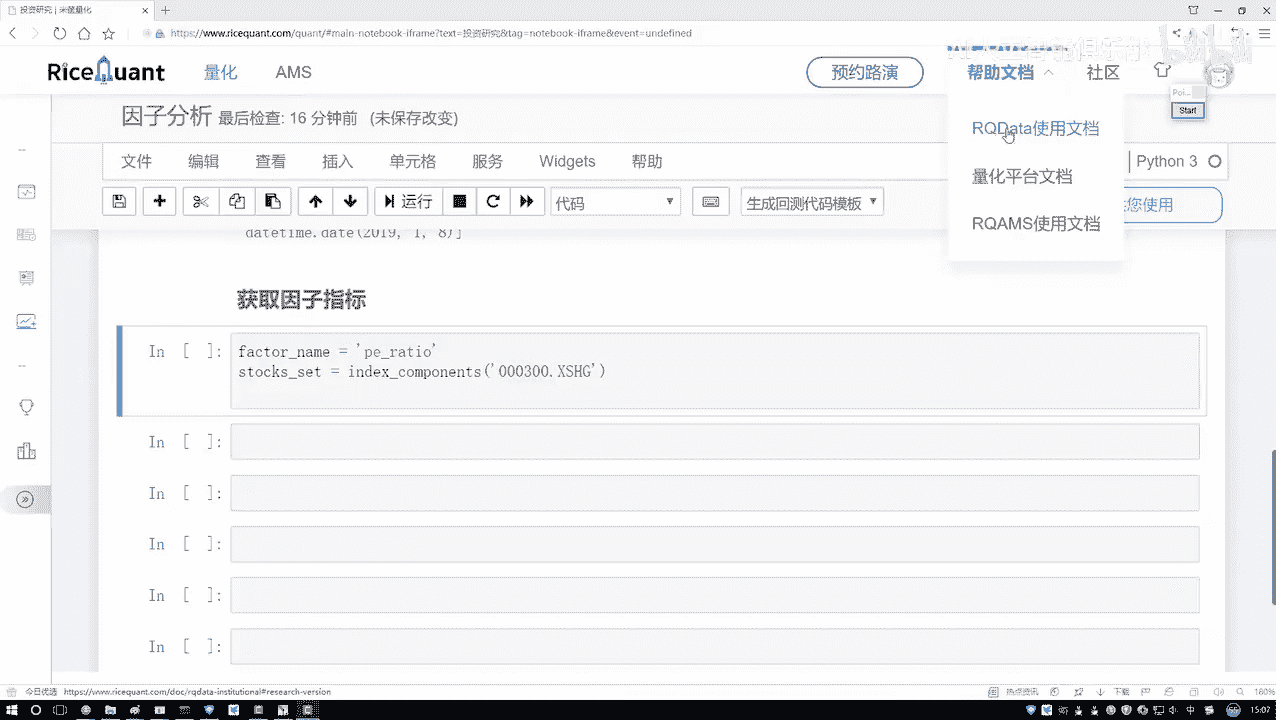 投资研究 | 米筐量化
https://www.ricequant.com/quant/#main-notebook-iframe?text=投资研究&tag=notebook-iframe&event=undefined
RiceQuant 量化 AMS 预约路演 帮助文档 社区
因子分析 最后检查: 16 分钟前 (未保存改变)
Poi...
Start
RQData使用文档
量化平台文档
RQAMS使用文档
文件 编辑 查看 插入 单元格 服务 Widgets 帮助 Python 3
运行 代码 生成回测代码模板 您使用
datetime.date(2019, 1, 8)]
获取因子指标
In [ ]: factor_name = 'pe_ratio'
stocks_set = index_components('000300.XSHG')
In [ ]:
In [ ]:
In [ ]:
In [ ]:
In [ ]:
今日优选 https://www.ricequant.com/doc/rqdata-institutional#research-version 热点资讯 下载 180%
中 15:07